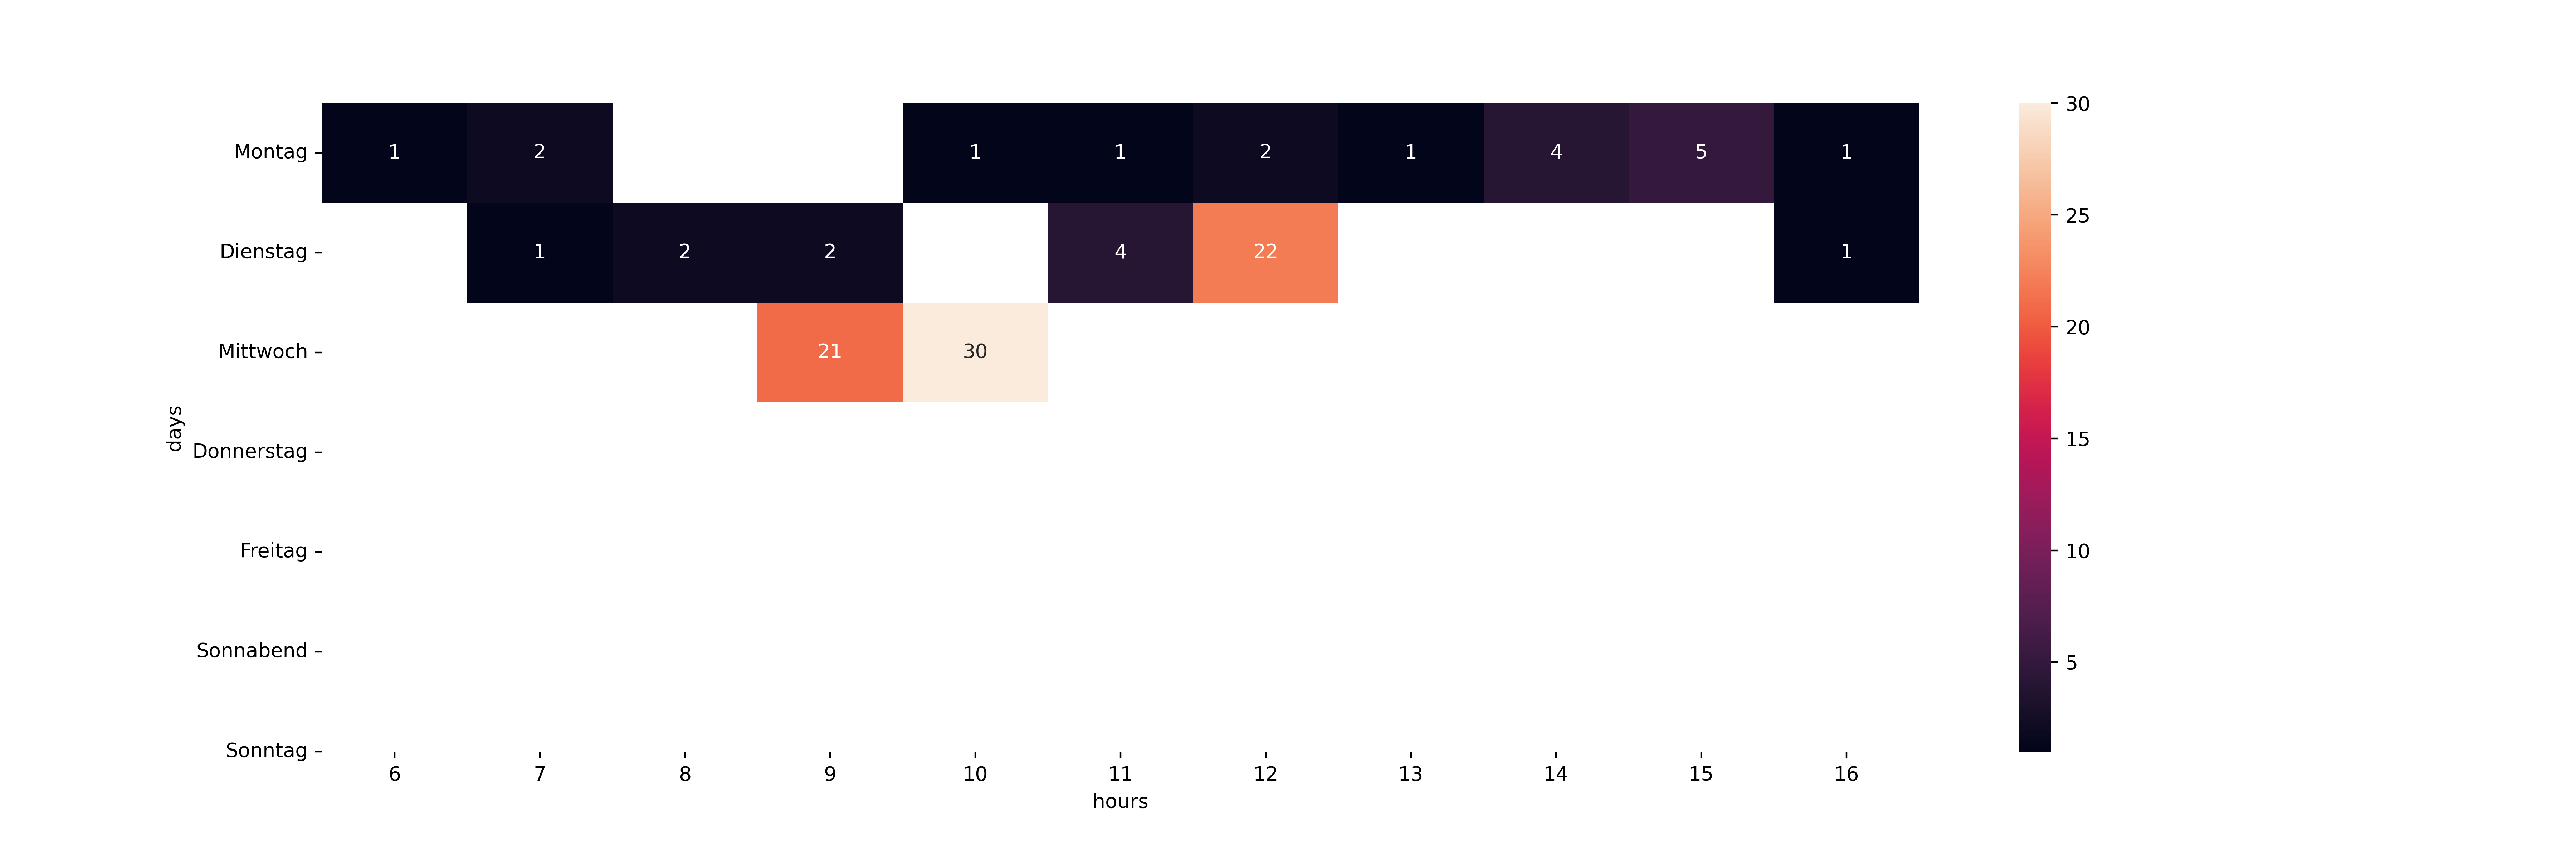 Montag 1 2 1 1 2 1 4 5 1
Dienstag 1 2 2 4 22 1
Mittwoch 21 30
Donnerstag
Freitag
Sonnabend
Sonntag
days
6 7 8 9 10 11 12 13 14 15 16
hours
30
25
20
15
10
5